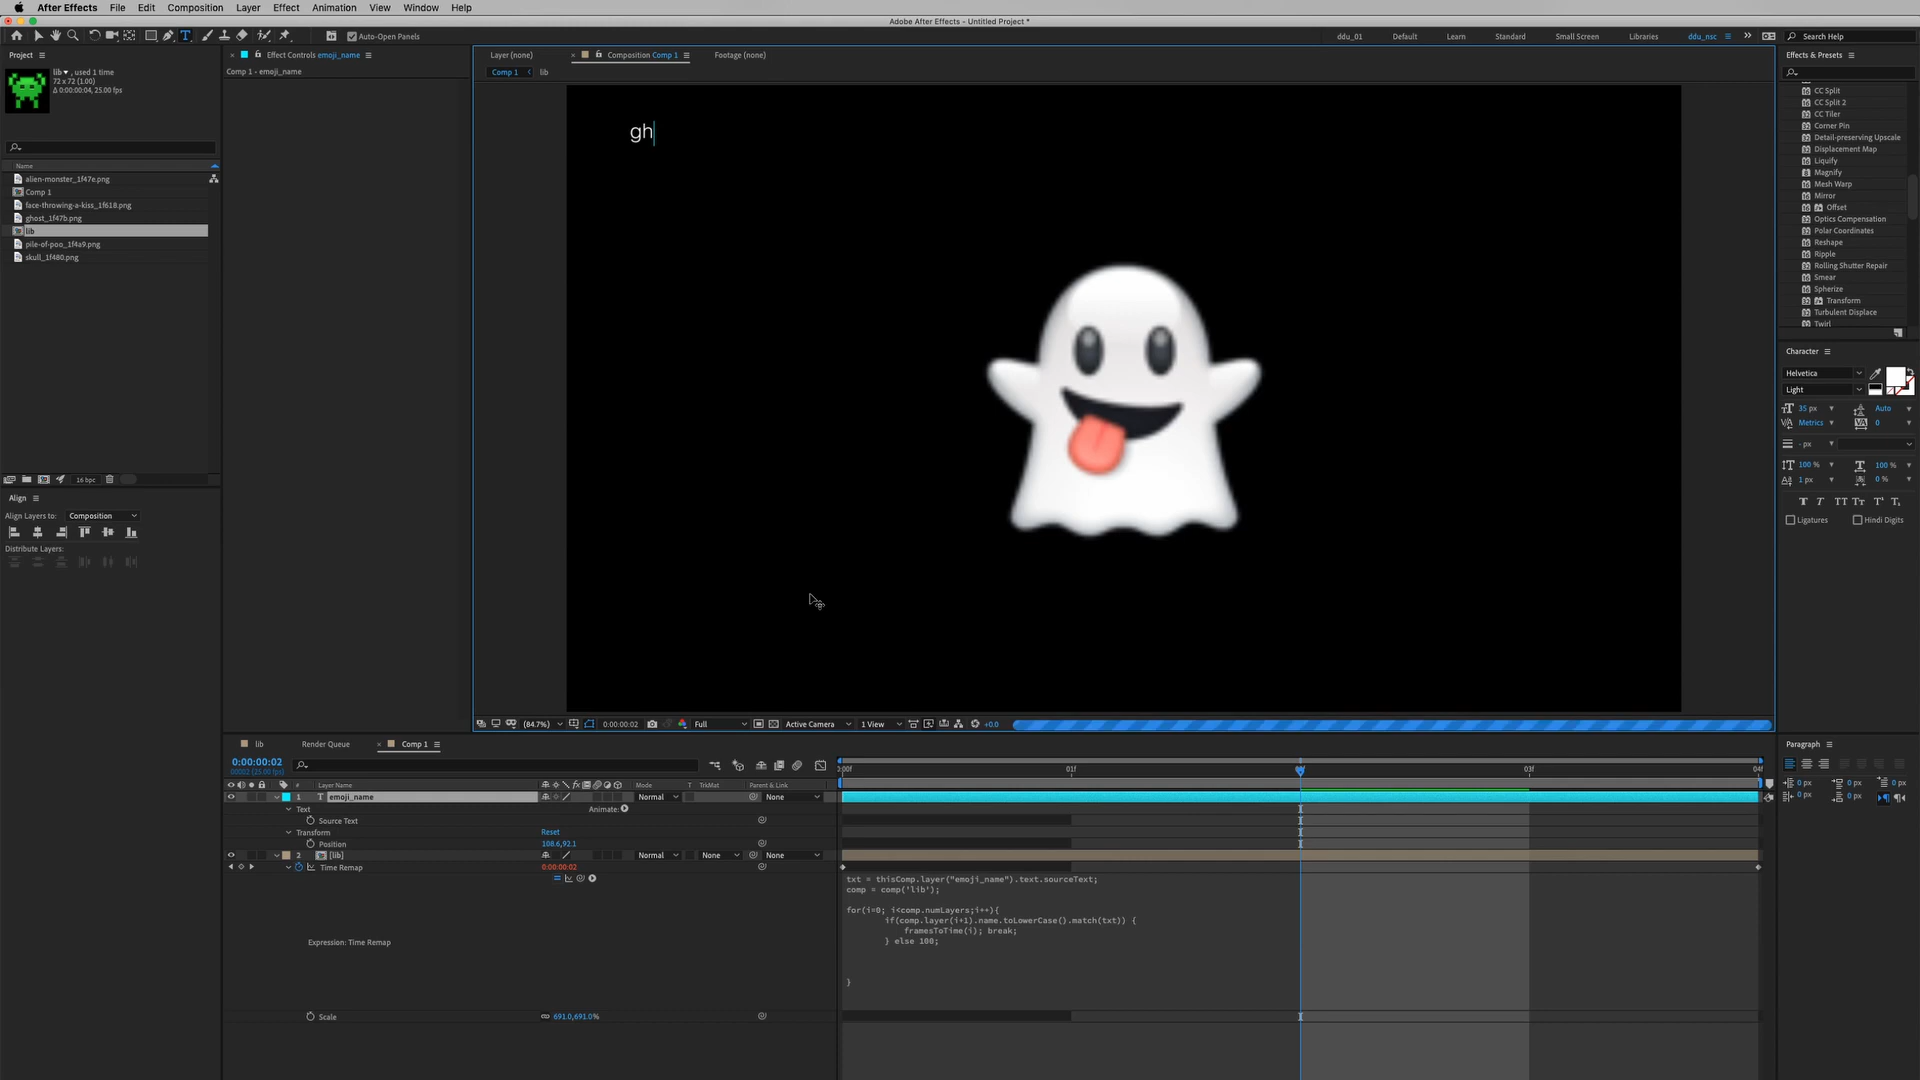 After Effects File Edit Composition Layer Effect Animation View Window Help
Adobe After Effects - Untitled Project *
Auto-Open Panels
ddu_01 Default Learn Standard Small Screen Libraries ddu_nsc Search Help
Project
lib , used 1 time
72 x 72 (1.00)
Δ 0:00:00:04, 25.00 fps
Name
alien-monster_1f47e.png
Comp 1
face-throwing-a-kiss_1f618.png
ghost_1f47b.png
lib
pile-of-poo_1f4a9.png
skull_1f480.png
16 bpc
Align
Align Layers to: Composition
Distribute Layers:
Effect Controls emoji_name
Comp 1 - emoji_name
Layer (none) Composition Comp 1 Footage (none)
Comp 1 lib
gh
(84.7%) 0:00:00:02 Full Active Camera 1 View +0.0
Effects & Presets
CC Split
CC Split 2
CC Tiler
Corner Pin
Detail-preserving Upscale
Displacement Map
Liquify
Magnify
Mesh Warp
Mirror
Offset
Optics Compensation
Polar Coordinates
Reshape
Ripple
Rolling Shutter Repair
Smear
Spherize
Transform
Turbulent Displace
Twirl
Character
Helvetica
Light
35 px Auto
Metrics 0
- px
100 % 100 %
1 px 0 %
Ligatures Hindi Digits
Paragraph
0 px 0 px 0 px
0 px 0 px
lib Render Queue Comp 1
0:00:00:02
00002 (25.00 fps)
# Layer Name Mode T TrkMat Parent & Link
1 T emoji_name Normal None
Text Animate:
Source Text
Transform Reset
Position 108.6,92.1
2 [lib] Normal None None
Time Remap 0:00:00:02
Expression: Time Remap
Scale 691.0,691.0%
:00f 01f 03f 04f
txt = thisComp.layer("emoji_name").text.sourceText;
comp = comp('lib');
for(i=0; i<comp.numLayers;i++){
if(comp.layer(i+1).name.toLowerCase().match(txt)) {
framesToTime(i); break;
} else 100;
}